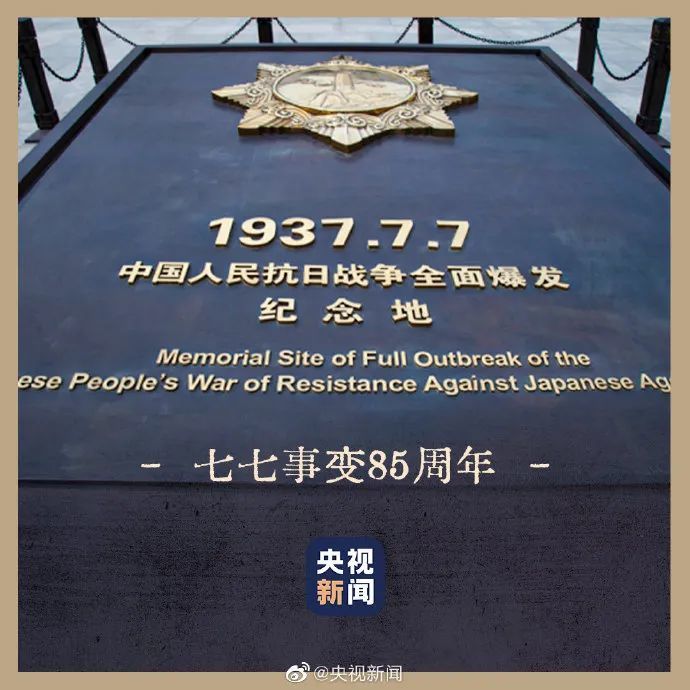 1937.7.7
中国人民抗日战争全面爆发
纪念地
Memorial Site of Full Outbreak of the
ese People's War of Resistance Against Japanese Ag
- 七七事变85周年 -
央视
新闻
@央视新闻